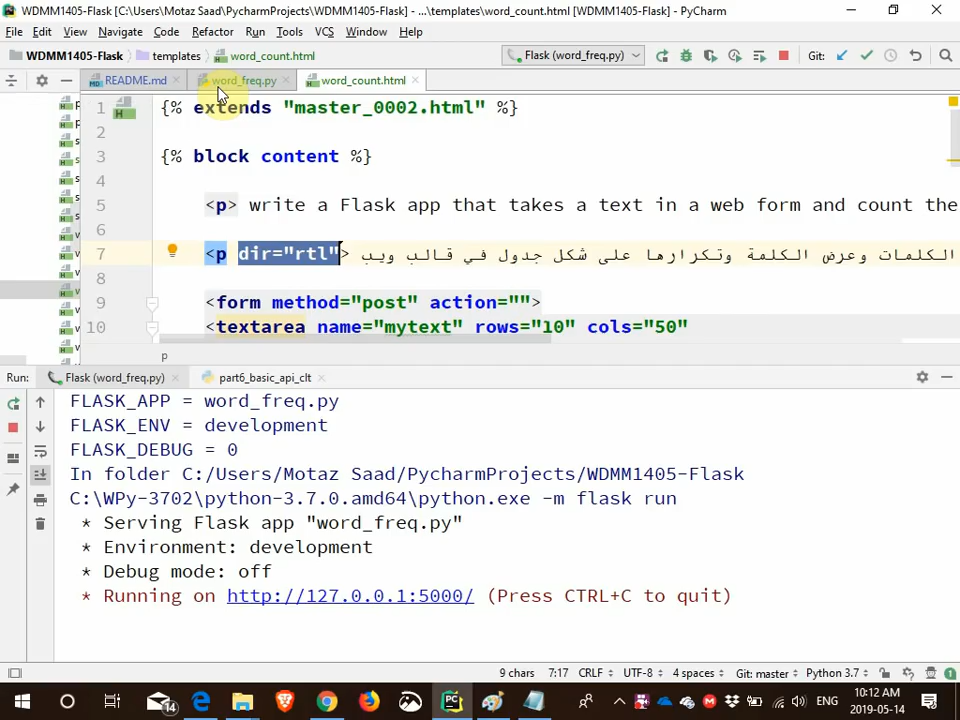 WDMM1405-Flask [C:\Users\Motaz Saad\PycharmProjects\WDMM1405-Flask] - ...\templates\word_count.html [WDMM1405-Flask] - PyCharm
File Edit View Navigate Code Refactor Run Tools VCS Window Help
WDMM1405-Flask templates word_count.html Flask (word_freq.py) Git:
README.md word_freq.py word_count.html
1 {% extends "master_0002.html" %}
2
3 {% block content %}
4
5 <p> write a Flask app that takes a text in a web form and count the
6
7 <p dir="rtl"> الكلمات وعرض الكلمة وتكرارها على شكل جدول في قالب ويب
8
9 <form method="post" action="">
10 <textarea name="mytext" rows="10" cols="50"
p
Run: Flask (word_freq.py) part6_basic_api_clt
FLASK_APP = word_freq.py
FLASK_ENV = development
FLASK_DEBUG = 0
In folder C:/Users/Motaz Saad/PycharmProjects/WDMM1405-Flask
C:\WPy-3702\python-3.7.0.amd64\python.exe -m flask run
* Serving Flask app "word_freq.py"
* Environment: development
* Debug mode: off
* Running on http://127.0.0.1:5000/ (Press CTRL+C to quit)
9 chars 7:17 CRLF UTF-8 4 spaces Git: master Python 3.7 1
14 ENG 10:12 AM
2019-05-14